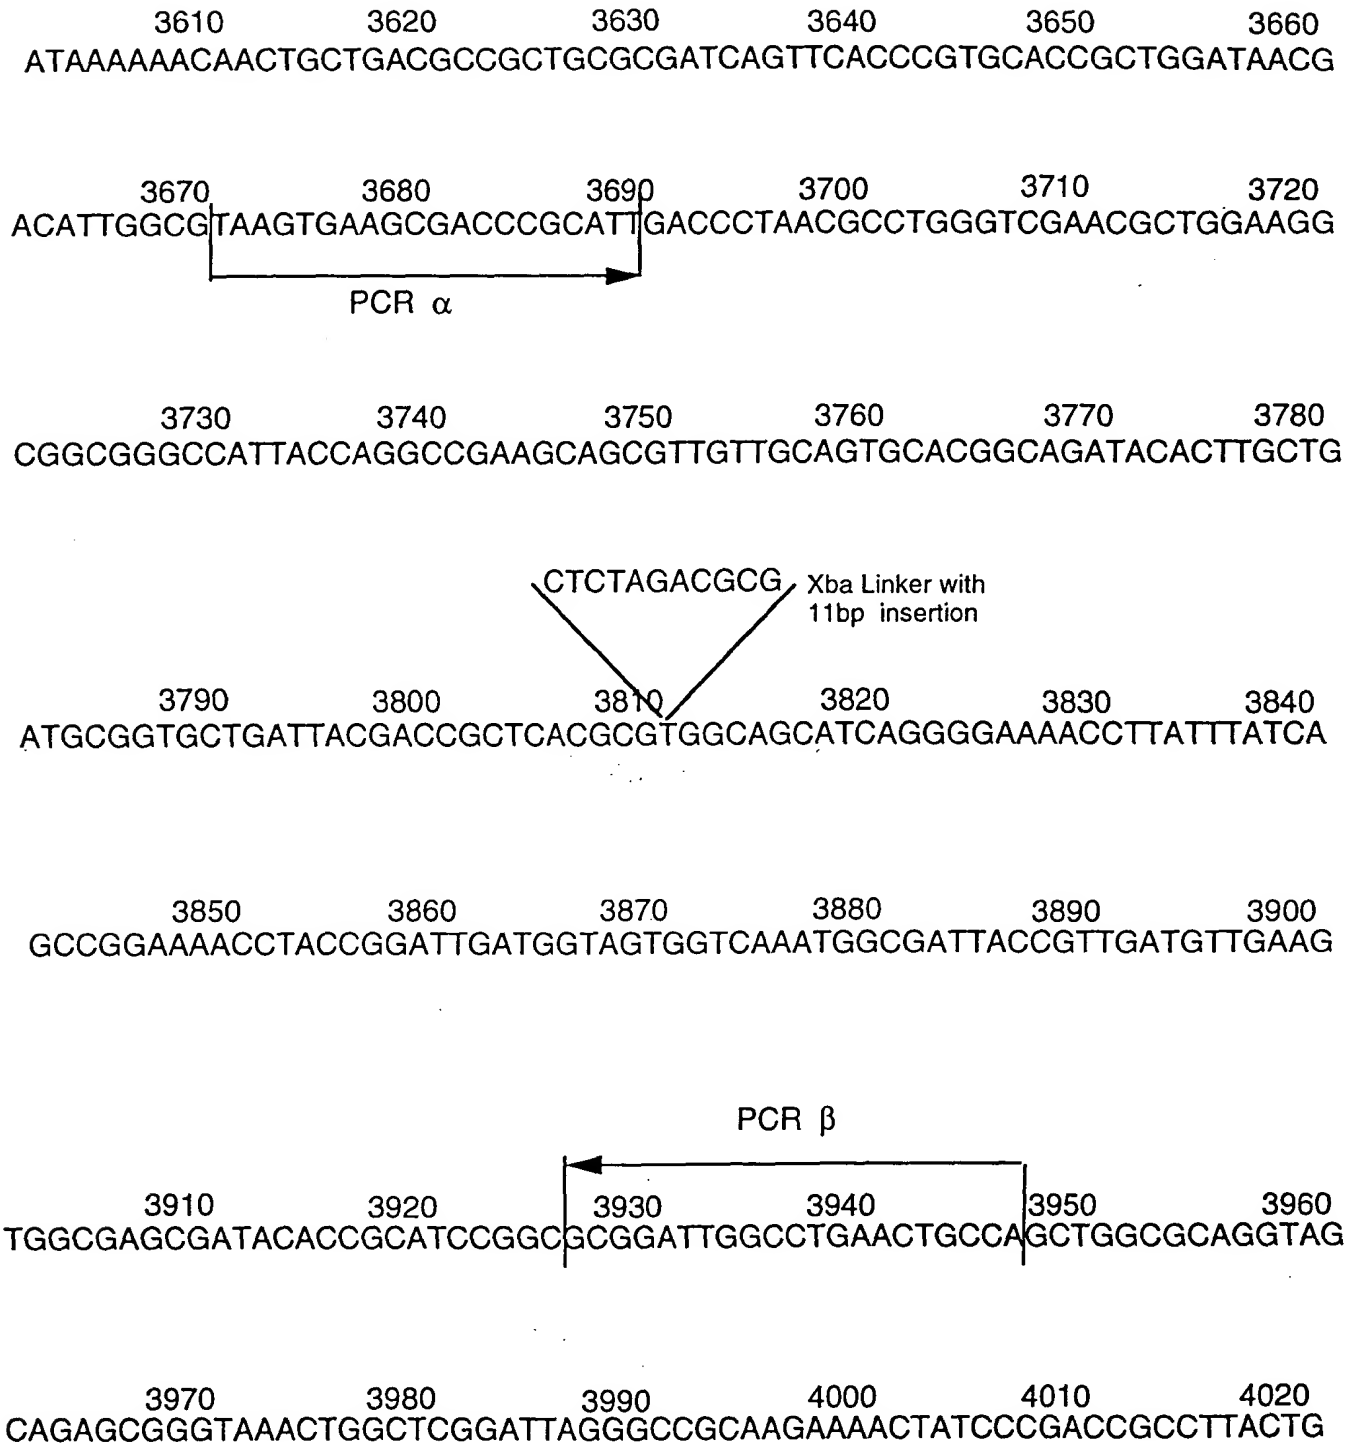 3610 3620 3630 3640 3650 3660
ATAAAAAACAACTGCTGACGCCGCTGCGCGATCAGTTCACCCGTGCACCGCTGGATAACG
3670 3680 3690 3700 3710 3720
ACATTGGCGTAAGTGAAGCGACCCGCATTGACCCTAACGCCTGGGTCGAACGCTGGAAGG
PCR α
3730 3740 3750 3760 3770 3780
CGGCGGGCCATTACCAGGCCGAAGCAGCGTTGTTGCAGTGCACGGCAGATACACTTGCTG
CTCTAGACGCG Xba Linker with
11bp insertion
3790 3800 3810 3820 3830 3840
ATGCGGTGCTGATTACGACCGCTCACGCGTGGCAGCATCAGGGGAAAACCTTATTTATCA
3850 3860 3870 3880 3890 3900
GCCGGAAAACCTACCGGATTGATGGTAGTGGTCAAATGGCGATTACCGTTGATGTTGAAG
PCR β
3910 3920 3930 3940 3950 3960
TGGCGAGCGATACACCGCATCCGGCGCGGATTGGCCTGAACTGCCAGCTGGCGCAGGTAG
3970 3980 3990 4000 4010 4020
CAGAGCGGGTAAACTGGCTCGGATTAGGGCCGCAAGAAAACTATCCCGACCGCCTTACTG